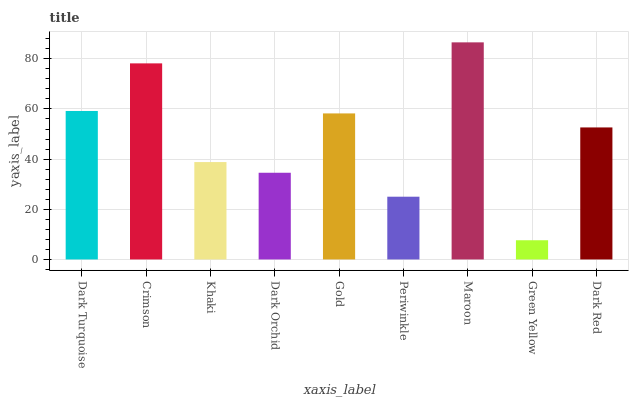 title
80
60
40
20
0
yaxis_label
Dark Turquoise
Crimson
Khaki
Dark Orchid
Gold
Periwinkle
Maroon
Green Yellow
Dark Red
xaxis_label